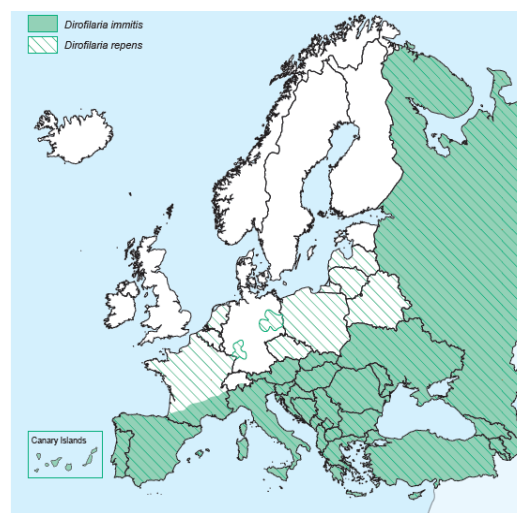 Dirofilaria immitis
Dirofilaria repens
Canary Islands